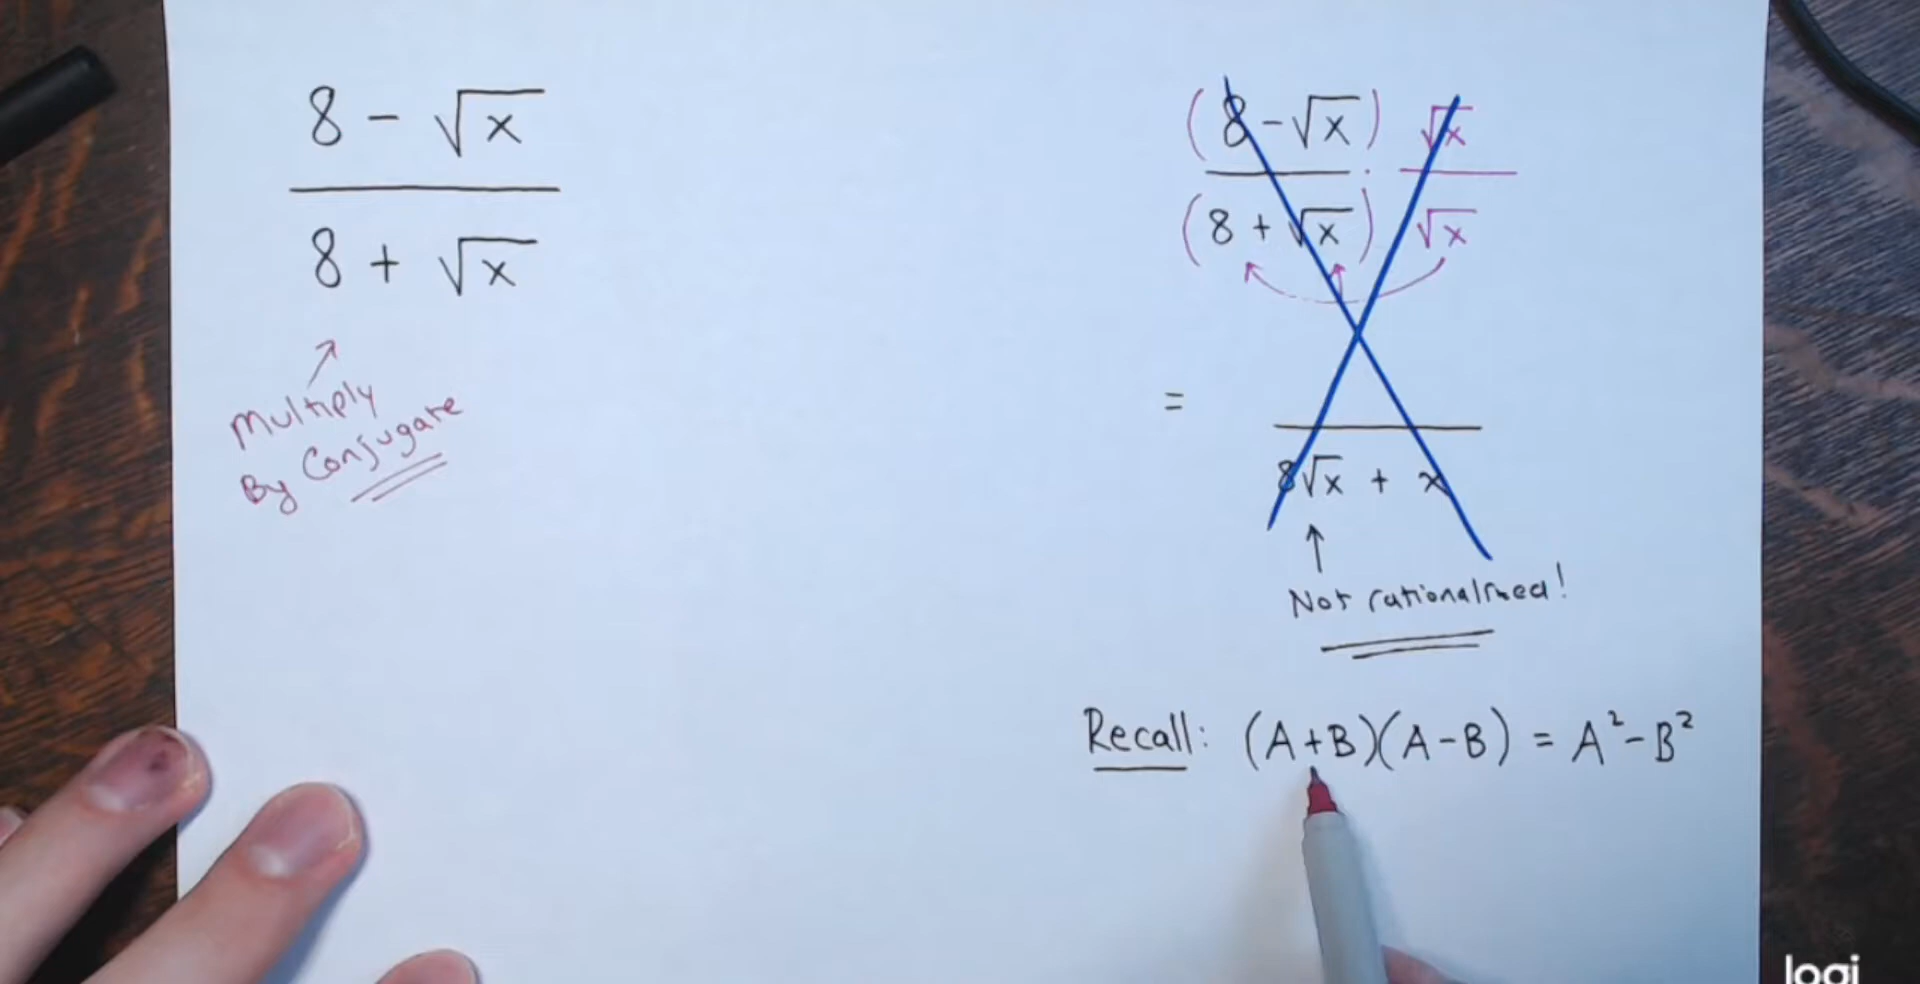 8 - √x
8 + √x
Multiply
By Conjugate
(8 - √x) · √x
(8 + √x) √x
=
8√x + x
Not rationalized!
Recall: (A+B)(A-B) = A² - B²
logi